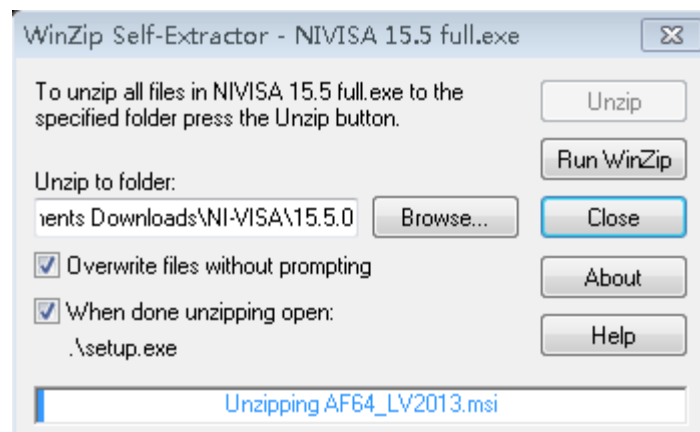 WinZip Self-Extractor - NIVISA 15.5 full.exe
To unzip all files in NIVISA 15.5 full.exe to the
specified folder press the Unzip button.
Unzip
Run WinZip
Unzip to folder:
ents Downloads\NI-VISA\15.5.0
Browse...
Close
Overwrite files without prompting
About
When done unzipping open:
.\setup.exe
Help
Unzipping AF64_LV2013.msi